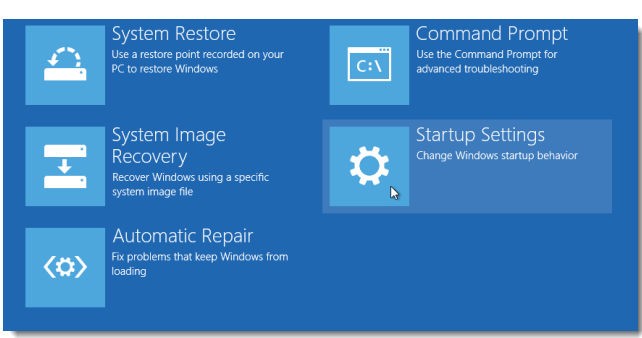 System Restore
Use a restore point recorded on your
PC to restore Windows
Command Prompt
Use the Command Prompt for
advanced troubleshooting
C:\
System Image
Recovery
Recover Windows using a specific
system image file
Startup Settings
Change Windows startup behavior
Automatic Repair
Fix problems that keep Windows from
loading